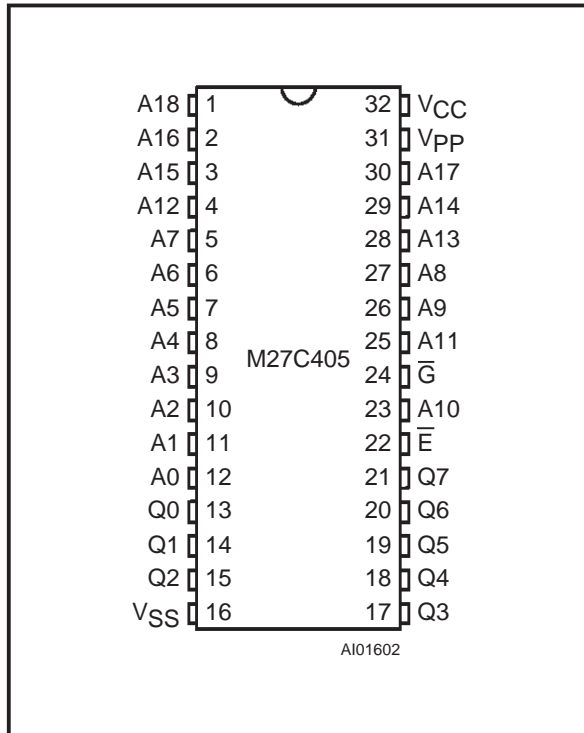 A18 1 32 VCC
A16 2 31 VPP
A15 3 30 A17
A12 4 29 A14
A7 5 28 A13
A6 6 27 A8
A5 7 26 A9
A4 8 25 A11
M27C405
A3 9 24 G̅
A2 10 23 A10
A1 11 22 E̅
A0 12 21 Q7
Q0 13 20 Q6
Q1 14 19 Q5
Q2 15 18 Q4
VSS 16 17 Q3
AI01602